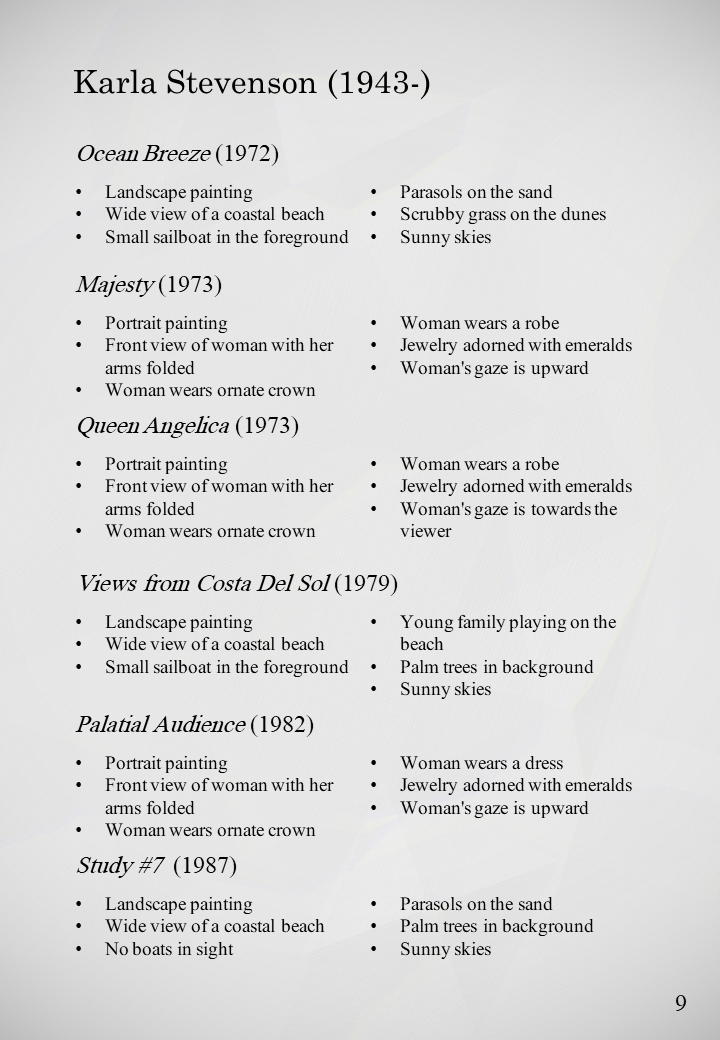 Karla Stevenson (1943-)
Ocean Breeze (1972)
• Landscape painting
• Wide view of a coastal beach
• Small sailboat in the foreground
• Parasols on the sand
• Scrubby grass on the dunes
• Sunny skies
Majesty (1973)
• Portrait painting
• Front view of woman with her
arms folded
• Woman wears ornate crown
• Woman wears a robe
• Jewelry adorned with emeralds
• Woman's gaze is upward
Queen Angelica (1973)
• Portrait painting
• Front view of woman with her
arms folded
• Woman wears ornate crown
• Woman wears a robe
• Jewelry adorned with emeralds
• Woman's gaze is towards the
viewer
Views from Costa Del Sol (1979)
• Landscape painting
• Wide view of a coastal beach
• Small sailboat in the foreground
• Young family playing on the
beach
• Palm trees in background
• Sunny skies
Palatial Audience (1982)
• Portrait painting
• Front view of woman with her
arms folded
• Woman wears ornate crown
• Woman wears a dress
• Jewelry adorned with emeralds
• Woman's gaze is upward
Study #7 (1987)
• Landscape painting
• Wide view of a coastal beach
• No boats in sight
• Parasols on the sand
• Palm trees in background
• Sunny skies
9